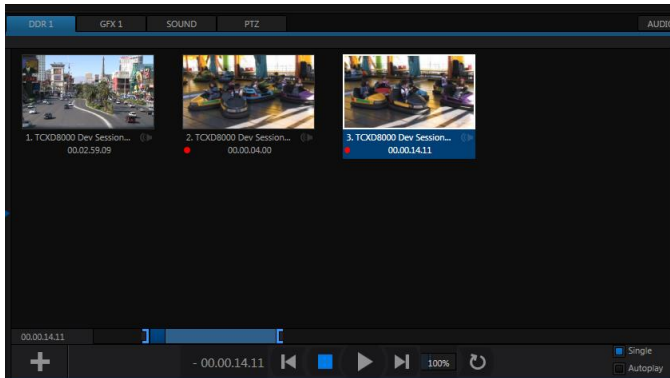 DDR 1 GFX 1 SOUND PTZ AUDIO
1. TCXD8000 Dev Session... 2. TCXD8000 Dev Session... 3. TCXD8000 Dev Session...
00.02.59.09 00.00.04.00 00.00.14.11
00.00.14.11
- 00.00.14.11 100% Single
Autoplay